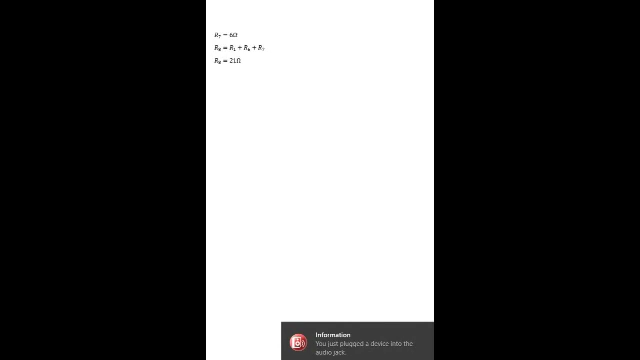 R₇ = 6Ω
R₈ = R₁ + R₆ + R₇
R₈ = 21Ω
Information
You just plugged a device into the
audio jack.